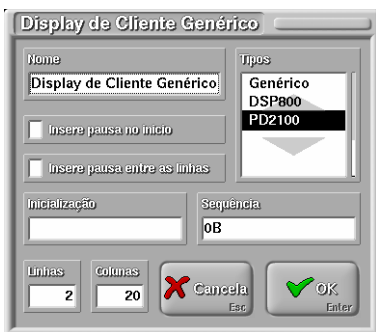 Display de Cliente Genérico
Nome
Display de Cliente Genérico
Tipos
Genérico
DSP800
PD2100
Insere pausa no início
Insere pausa entre as linhas
Inicialização
Sequência
0B
Linhas
2
Colunas
20
Cancela
Esc
OK
Enter